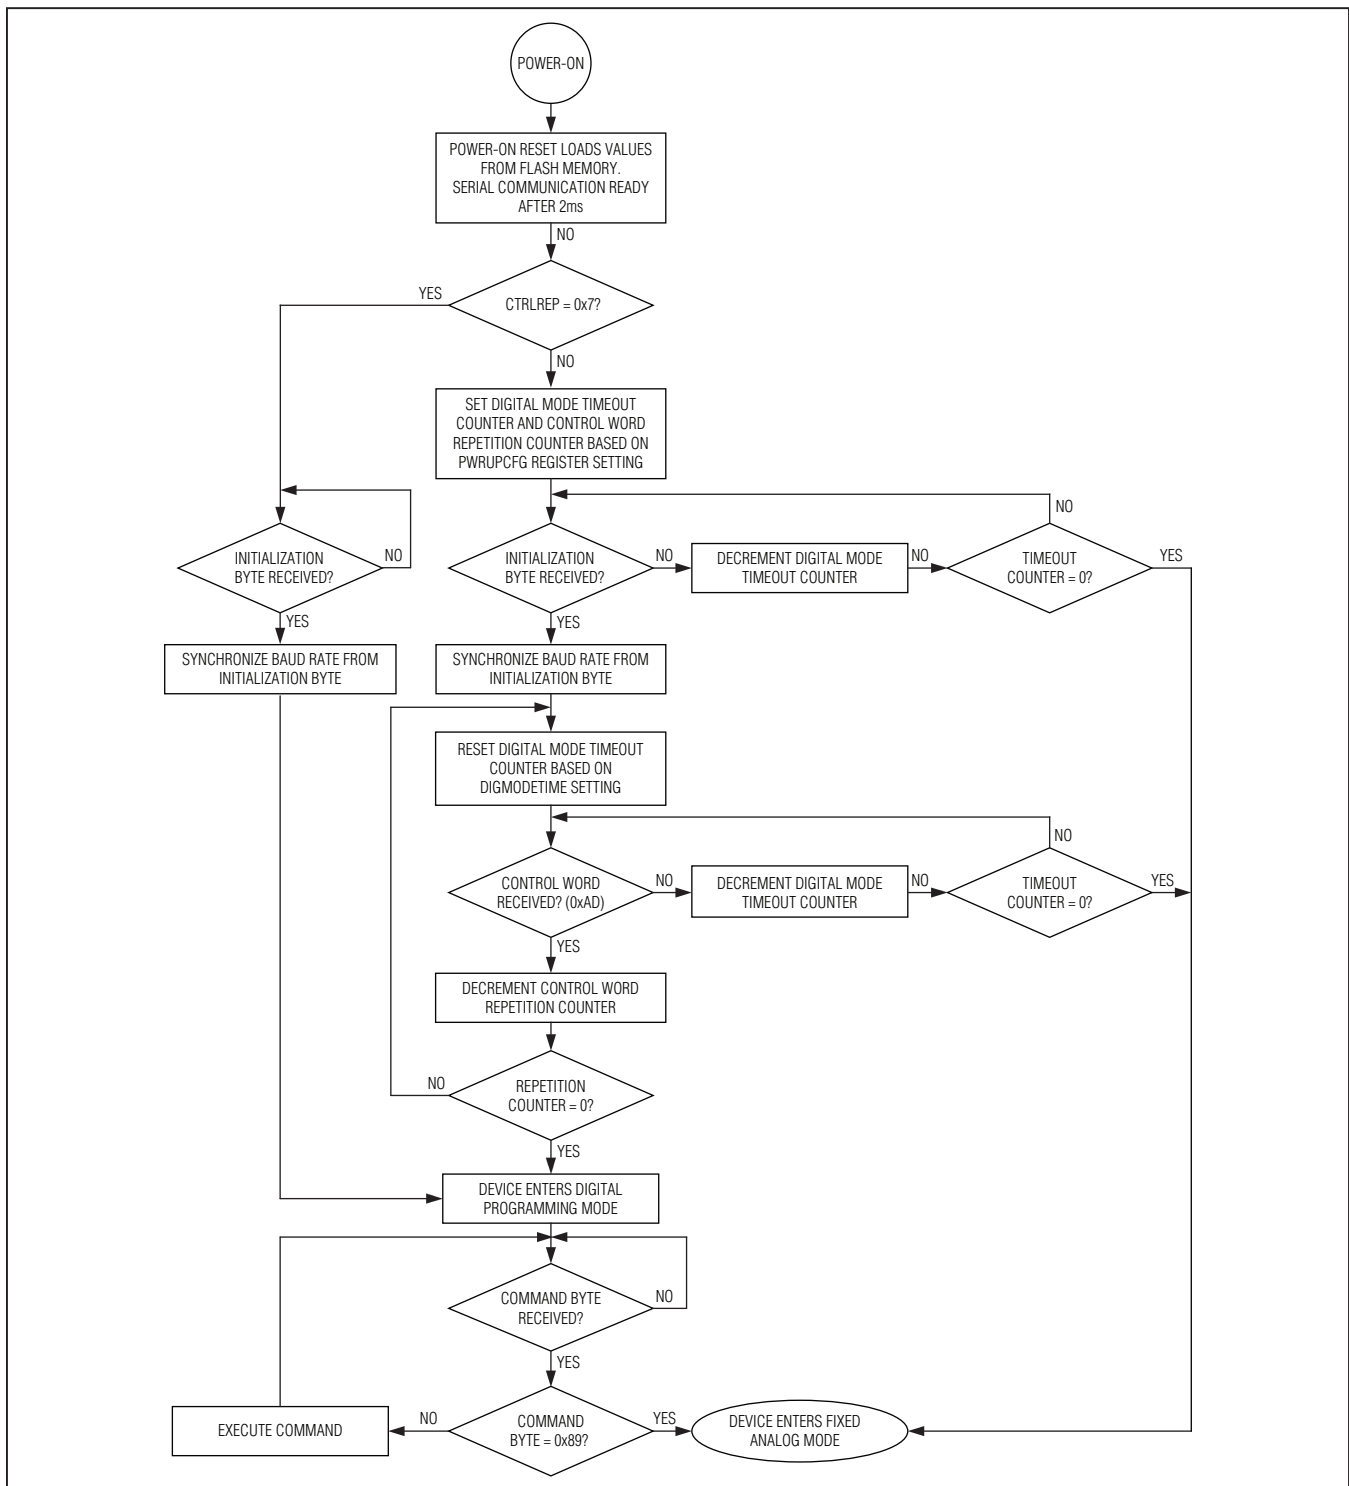 POWER-ON
POWER-ON RESET LOADS VALUES
FROM FLASH MEMORY.
SERIAL COMMUNICATION READY
AFTER 2ms
NO
YES
CTRLREP = 0x7?
NO
SET DIGITAL MODE TIMEOUT
COUNTER AND CONTROL WORD
REPETITION COUNTER BASED ON
PWRUPCFG REGISTER SETTING
NO
INITIALIZATION
BYTE RECEIVED?
NO
INITIALIZATION
BYTE RECEIVED?
NO
DECREMENT DIGITAL MODE
TIMEOUT COUNTER
NO
TIMEOUT
COUNTER = 0?
YES
YES
YES
SYNCHRONIZE BAUD RATE FROM
INITIALIZATION BYTE
SYNCHRONIZE BAUD RATE FROM
INITIALIZATION BYTE
RESET DIGITAL MODE TIMEOUT
COUNTER BASED ON
DIGMODETIME SETTING
NO
CONTROL WORD
RECEIVED? (0xAD)
NO
DECREMENT DIGITAL MODE
TIMEOUT COUNTER
NO
TIMEOUT
COUNTER = 0?
YES
YES
DECREMENT CONTROL WORD
REPETITION COUNTER
NO
REPETITION
COUNTER = 0?
YES
DEVICE ENTERS DIGITAL
PROGRAMMING MODE
COMMAND BYTE
RECEIVED?
NO
YES
EXECUTE COMMAND
NO
COMMAND
BYTE = 0x89?
YES
DEVICE ENTERS FIXED
ANALOG MODE